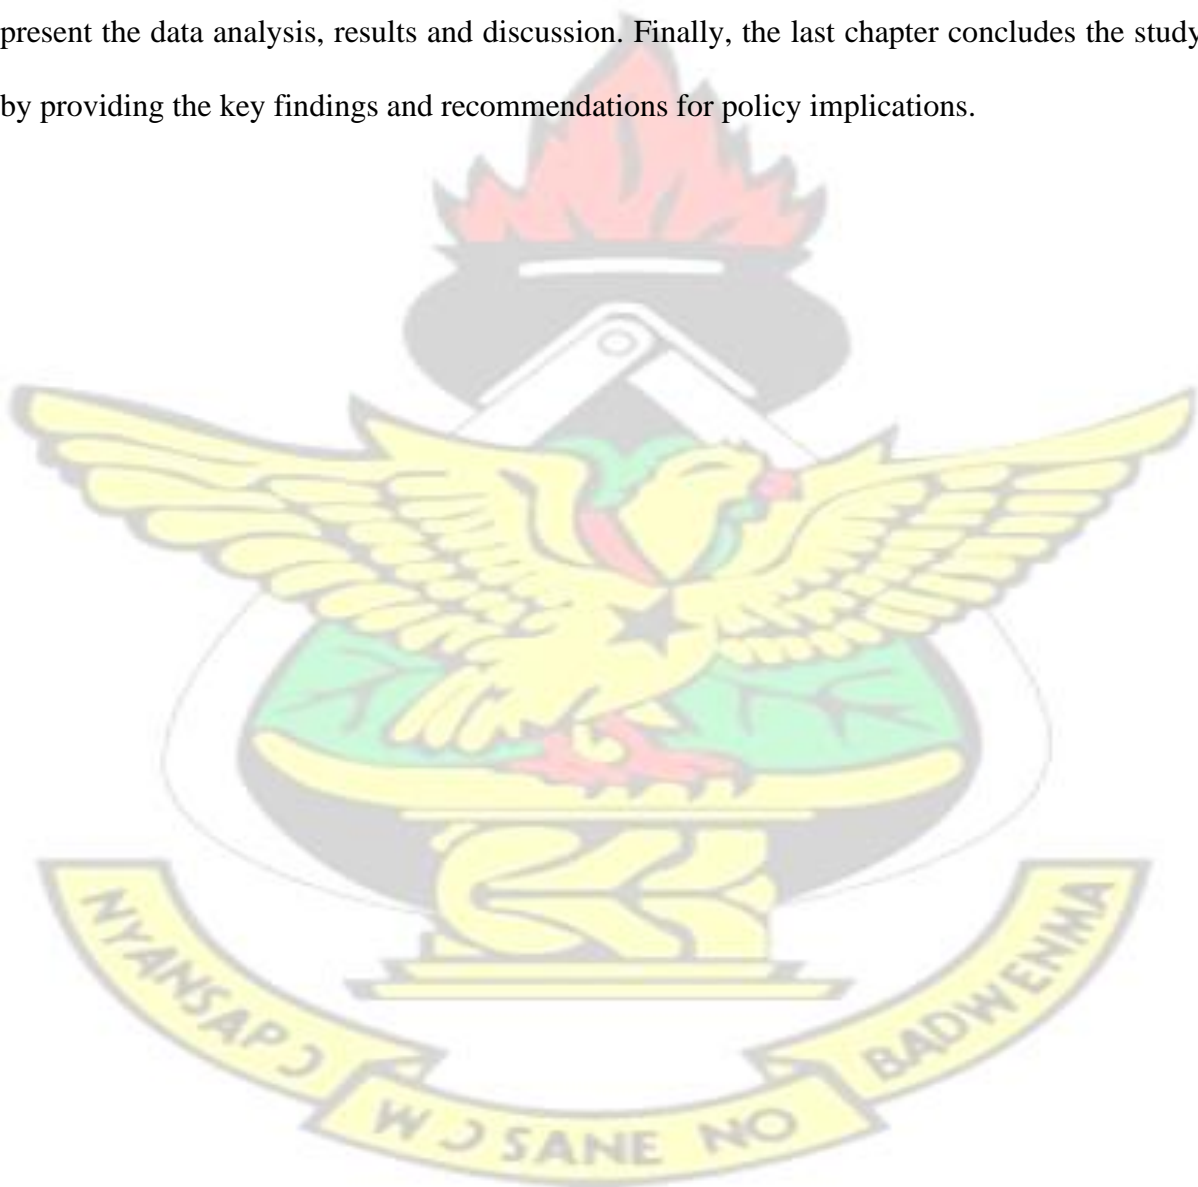 present the data analysis, results and discussion. Finally, the last chapter concludes the study
by providing the key findings and recommendations for policy implications.
NYANSAPƆ
WƆSANE NO
BADWENMA